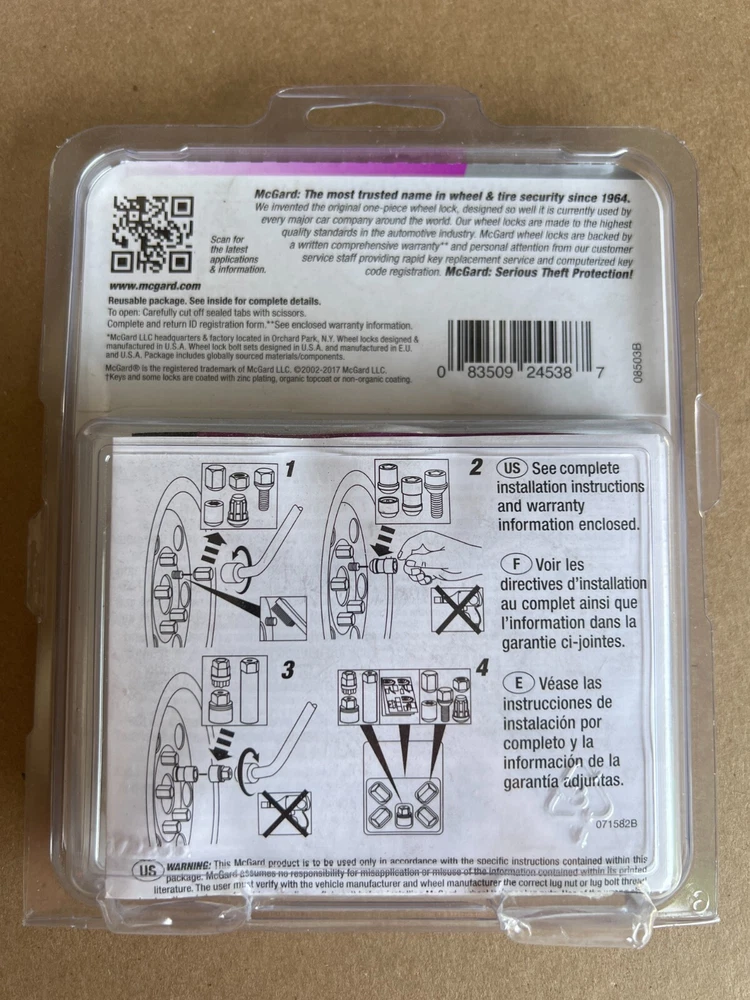 McGard: The most trusted name in wheel & tire security since 1964.
We invented the original one-piece wheel lock, designed so well it is currently used by
every major car company around the world. Our wheel locks are made to the highest
quality standards in the automotive industry. McGard wheel locks are backed by
a written comprehensive warranty** and personal attention from our customer
service staff providing rapid key replacement service and computerized key
code registration. McGard: Serious Theft Protection!
Scan for
the latest
applications
& information.
www.mcgard.com
Reusable package. See inside for complete details.
To open: Carefully cut off sealed tabs with scissors.
Complete and return ID registration form.**See enclosed warranty information.
*McGard LLC headquarters & factory located in Orchard Park, N.Y. Wheel locks designed &
manufactured in U.S.A. Wheel lock bolt sets designed in U.S.A. and manufactured in E.U.
and U.S.A. Package includes globally sourced materials/components.
McGard® is the registered trademark of McGard LLC. ©2002-2017 McGard LLC.
†Keys and some locks are coated with zinc plating, organic topcoat or non-organic coating.
0 83509 24538 7
08503B
1
2
3
4
US See complete
installation instructions
and warranty
information enclosed.
F Voir les
directives d'installation
au complet ainsi que
l'information dans la
garantie ci-jointes.
E Véase las
instrucciones de
instalación por
completo y la
información de la
garantía adjuntas.
071582B
US WARNING: This McGard product is to be used only in accordance with the specific instructions contained within this
package. McGard assumes no responsibility for misapplication or misuse of the information contained within its printed
literature. The user must verify with the vehicle manufacturer and wheel manufacturer the correct lug nut or lug bolt thread